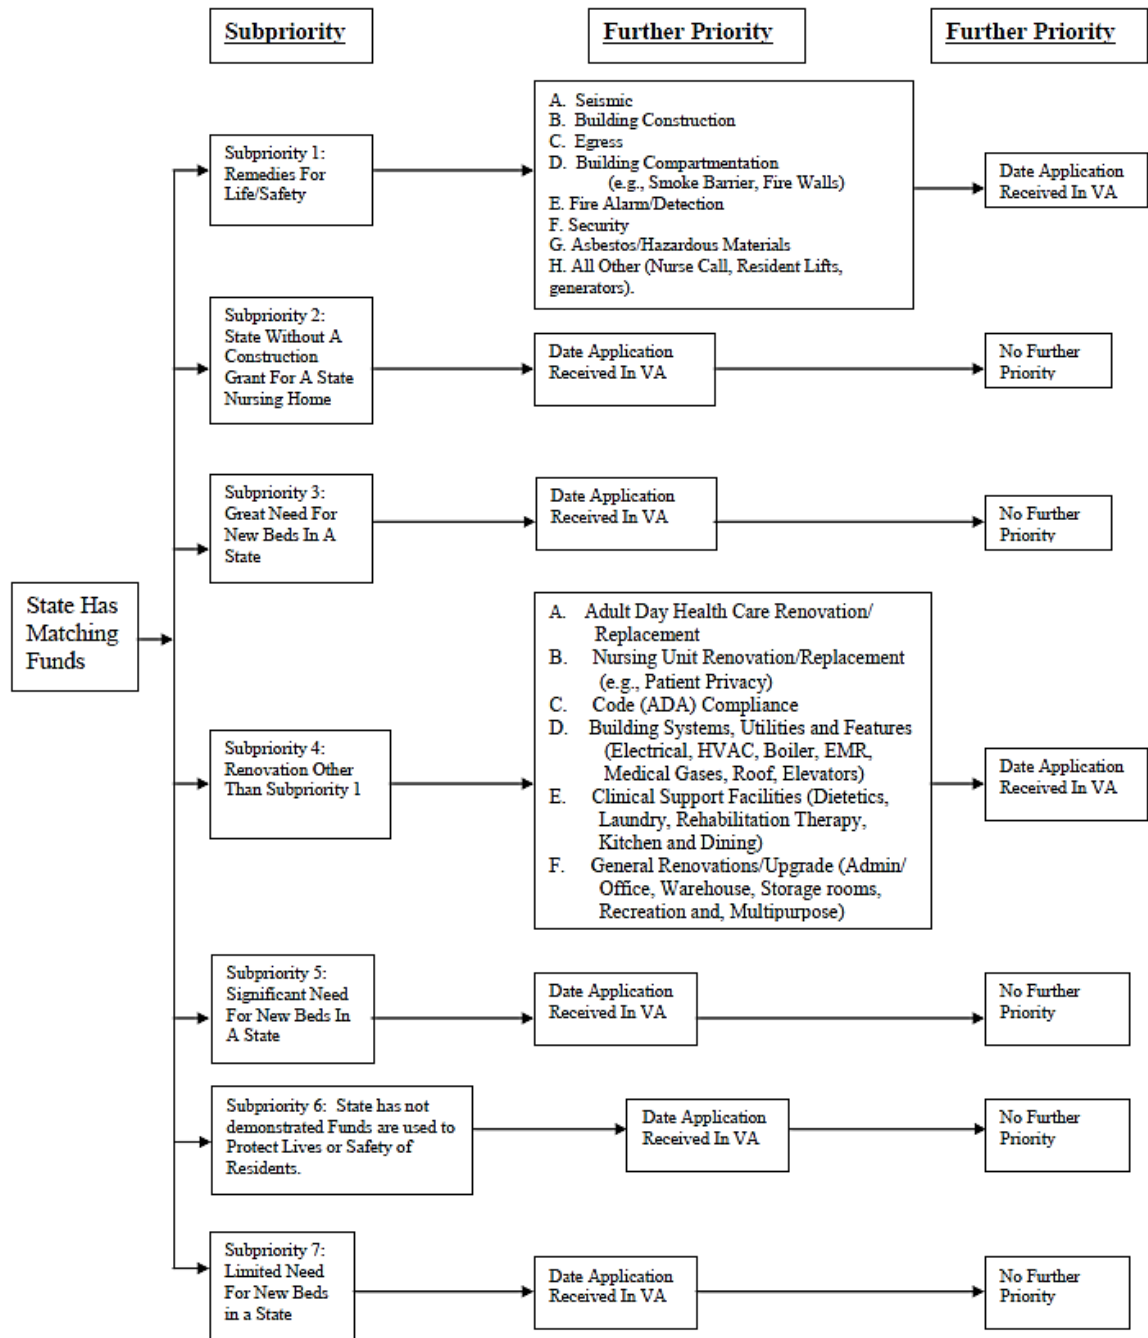 Subpriority
Further Priority
Further Priority
Subpriority 1:
Remedies For
Life/Safety
A. Seismic
B. Building Construction
C. Egress
D. Building Compartmentation
(e.g., Smoke Barrier, Fire Walls)
E. Fire Alarm/Detection
F. Security
G. Asbestos/Hazardous Materials
H. All Other (Nurse Call, Resident Lifts,
generators).
Date Application
Received In VA
Subpriority 2:
State Without A
Construction
Grant For A State
Nursing Home
Date Application
Received In VA
No Further
Priority
Subpriority 3:
Great Need For
New Beds In A
State
Date Application
Received In VA
No Further
Priority
State Has
Matching
Funds
Subpriority 4:
Renovation Other
Than Subpriority 1
A. Adult Day Health Care Renovation/
Replacement
B. Nursing Unit Renovation/Replacement
(e.g., Patient Privacy)
C. Code (ADA) Compliance
D. Building Systems, Utilities and Features
(Electrical, HVAC, Boiler, EMR,
Medical Gases, Roof, Elevators)
E. Clinical Support Facilities (Dietetics,
Laundry, Rehabilitation Therapy,
Kitchen and Dining)
F. General Renovations/Upgrade (Admin/
Office, Warehouse, Storage rooms,
Recreation and, Multipurpose)
Date Application
Received In VA
Subpriority 5:
Significant Need
For New Beds In
A State
Date Application
Received In VA
No Further
Priority
Subpriority 6: State has not
demonstrated Funds are used to
Protect Lives or Safety of
Residents.
Date Application
Received In VA
No Further
Priority
Subpriority 7:
Limited Need
For New Beds
in a State
Date Application
Received In VA
No Further
Priority